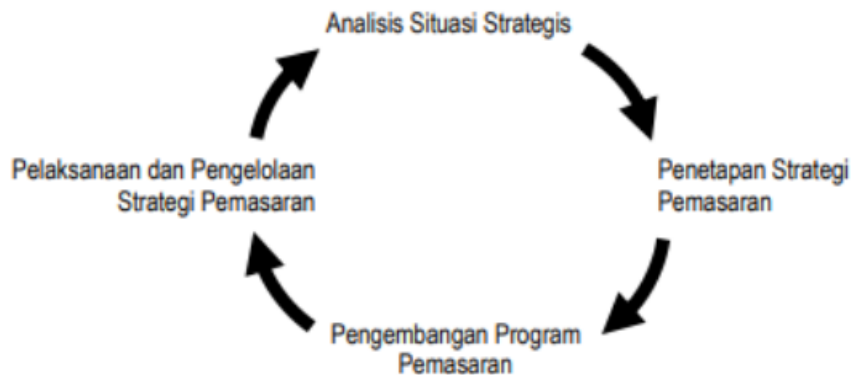 Analisis Situasi Strategis
Penetapan Strategi
Pemasaran
Pengembangan Program
Pemasaran
Pelaksanaan dan Pengelolaan
Strategi Pemasaran